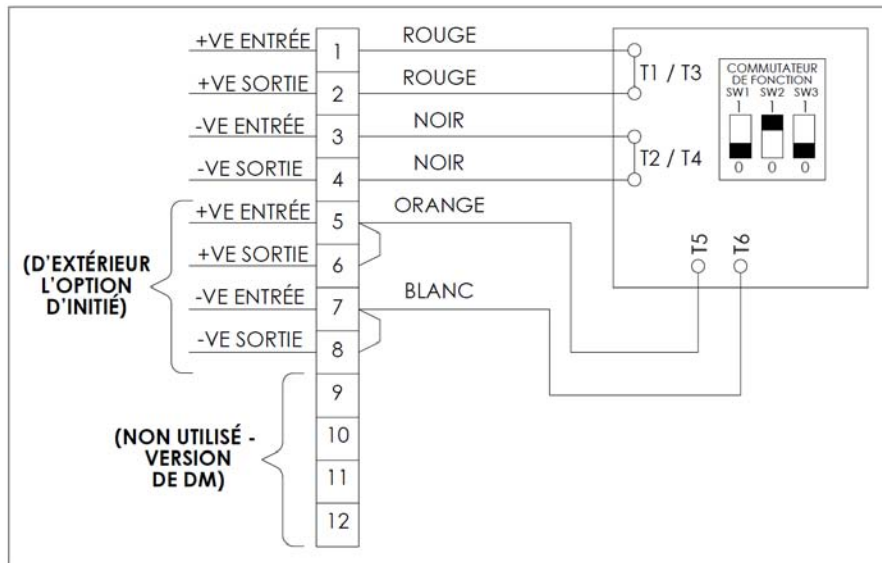 +VE ENTRÉE 1 ROUGE
+VE SORTIE 2 ROUGE
T1 / T3
-VE ENTRÉE 3 NOIR
-VE SORTIE 4 NOIR
T2 / T4
COMMUTATEUR
DE FONCTION
SW1 SW2 SW3
1 1 1
0 0 0
+VE ENTRÉE 5 ORANGE
+VE SORTIE 6
-VE ENTRÉE 7 BLANC
-VE SORTIE 8
T5 T6
(D'EXTÉRIEUR
L'OPTION
D'INITIÉ)
9
10
11
12
(NON UTILISÉ -
VERSION
DE DM)